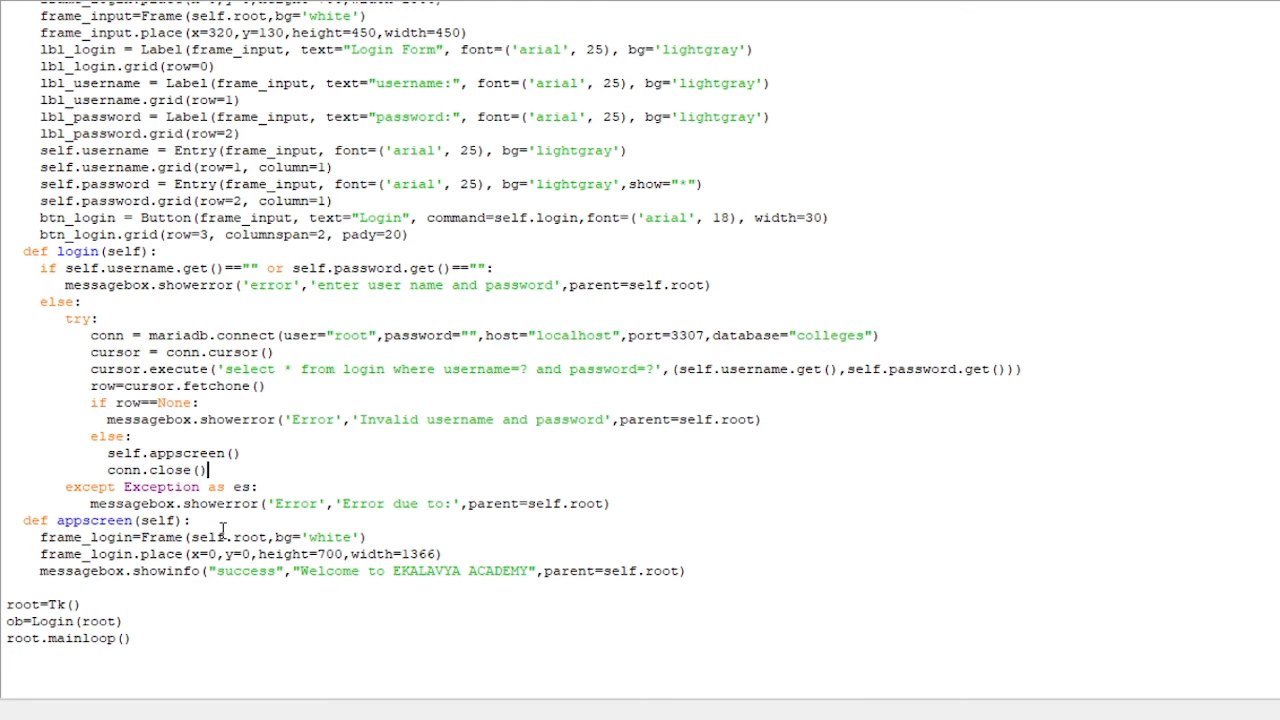 frame_input=Frame(self.root,bg='white')
frame_input.place(x=320,y=130,height=450,width=450)
lbl_login = Label(frame_input, text="Login Form", font=('arial', 25), bg='lightgray')
lbl_login.grid(row=0)
lbl_username = Label(frame_input, text="username:", font=('arial', 25), bg='lightgray')
lbl_username.grid(row=1)
lbl_password = Label(frame_input, text="password:", font=('arial', 25), bg='lightgray')
lbl_password.grid(row=2)
self.username = Entry(frame_input, font=('arial', 25), bg='lightgray')
self.username.grid(row=1, column=1)
self.password = Entry(frame_input, font=('arial', 25), bg='lightgray',show="*")
self.password.grid(row=2, column=1)
btn_login = Button(frame_input, text="Login", command=self.login,font=('arial', 18), width=30)
btn_login.grid(row=3, columnspan=2, pady=20)
def login(self):
if self.username.get()=="" or self.password.get()=="":
messagebox.showerror('error','enter user name and password',parent=self.root)
else:
try:
conn = mariadb.connect(user="root",password="",host="localhost",port=3307,database="colleges")
cursor = conn.cursor()
cursor.execute('select * from login where username=? and password=?',(self.username.get(),self.password.get()))
row=cursor.fetchone()
if row==None:
messagebox.showerror('Error','Invalid username and password',parent=self.root)
else:
self.appscreen()
conn.close()
except Exception as es:
messagebox.showerror('Error','Error due to:',parent=self.root)
def appscreen(self):
frame_login=Frame(self.root,bg='white')
frame_login.place(x=0,y=0,height=700,width=1366)
messagebox.showinfo("success","Welcome to EKALAVYA ACADEMY",parent=self.root)
root=Tk()
ob=Login(root)
root.mainloop()